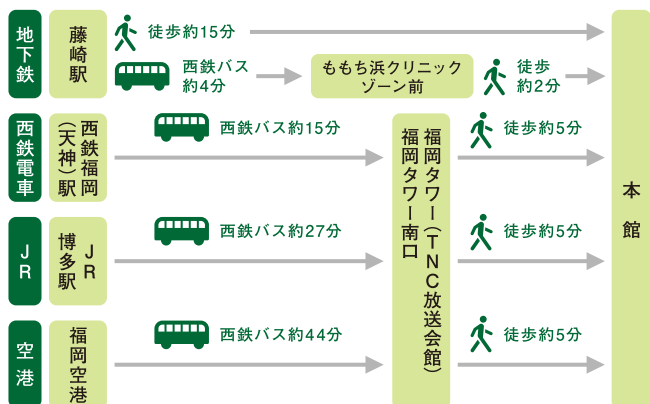 地下鉄
藤崎駅
徒歩約15分
西鉄バス
約4分
ももち浜クリニック
ゾーン前
徒歩
約2分
西鉄電車
西鉄福岡
(天神)駅
西鉄バス約15分
福岡タワー(TNC放送会館)
福岡タワー南口
徒歩約5分
本館
JR
JR
博多駅
西鉄バス約27分
徒歩約5分
空港
福岡空港
西鉄バス約44分
徒歩約5分